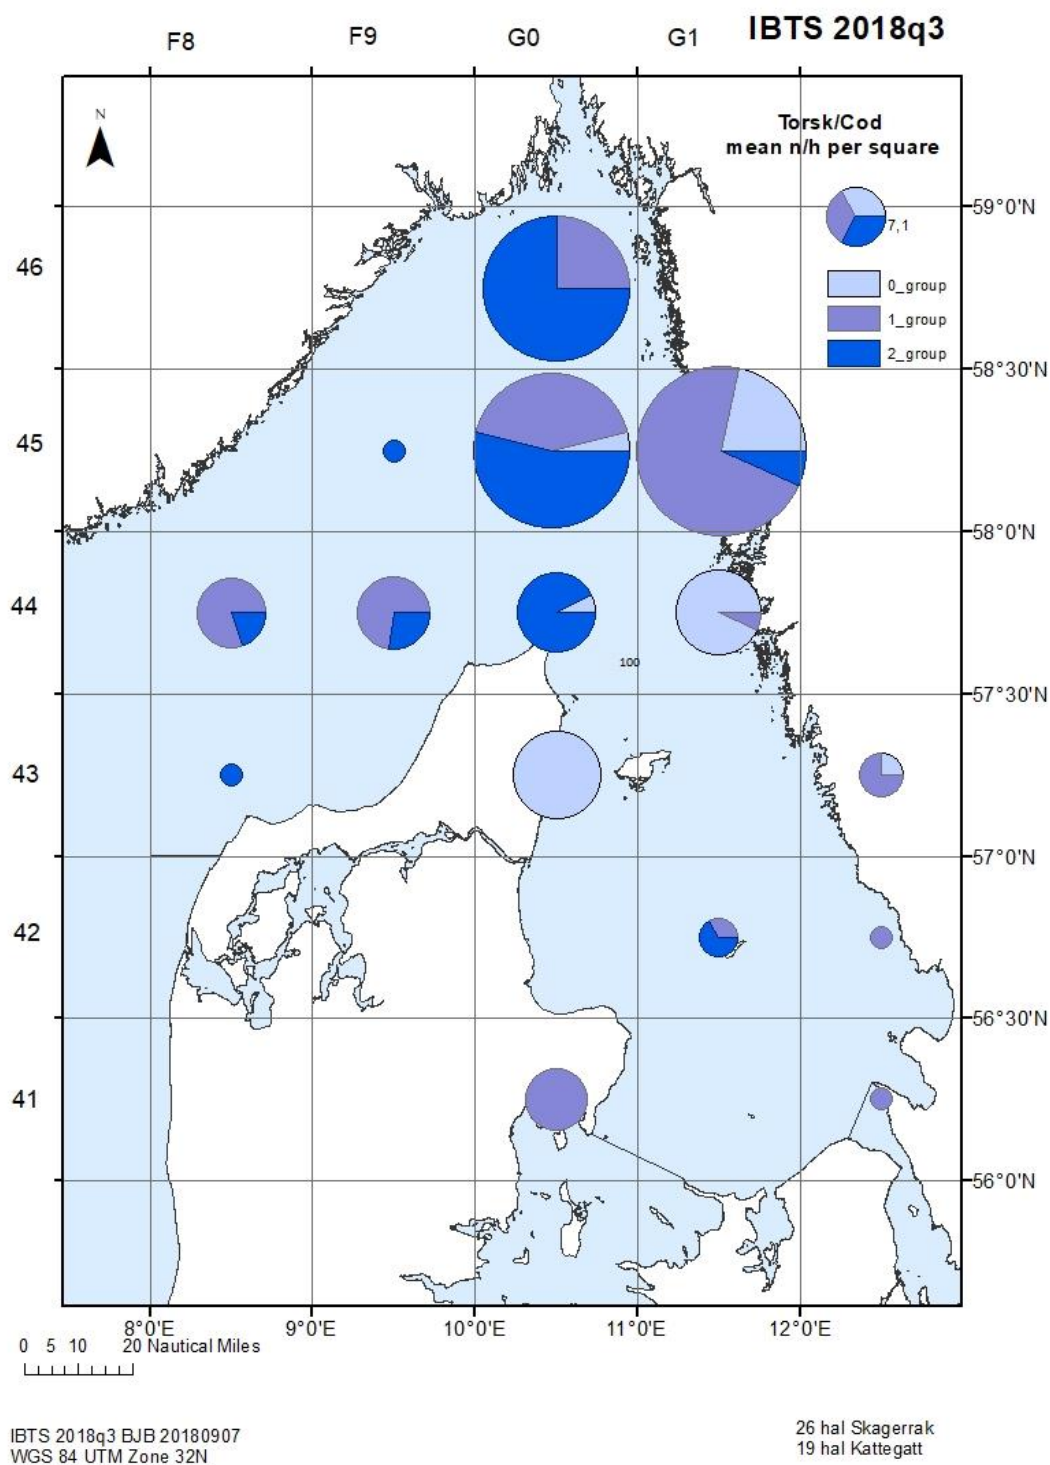 IBTS 2018q3
F8 F9 G0 G1
N
Torsk/Cod
mean n/h per square
7,1
0_group
1_group
2_group
59°0'N
46
58°30'N
45
58°0'N
44
100
57°30'N
43
57°0'N
42
56°30'N
41
56°0'N
8°0'E 9°0'E 10°0'E 11°0'E 12°0'E
0 5 10 20 Nautical Miles
IBTS 2018q3 BJB 20180907
WGS 84 UTM Zone 32N
26 hal Skagerrak
19 hal Kattegatt